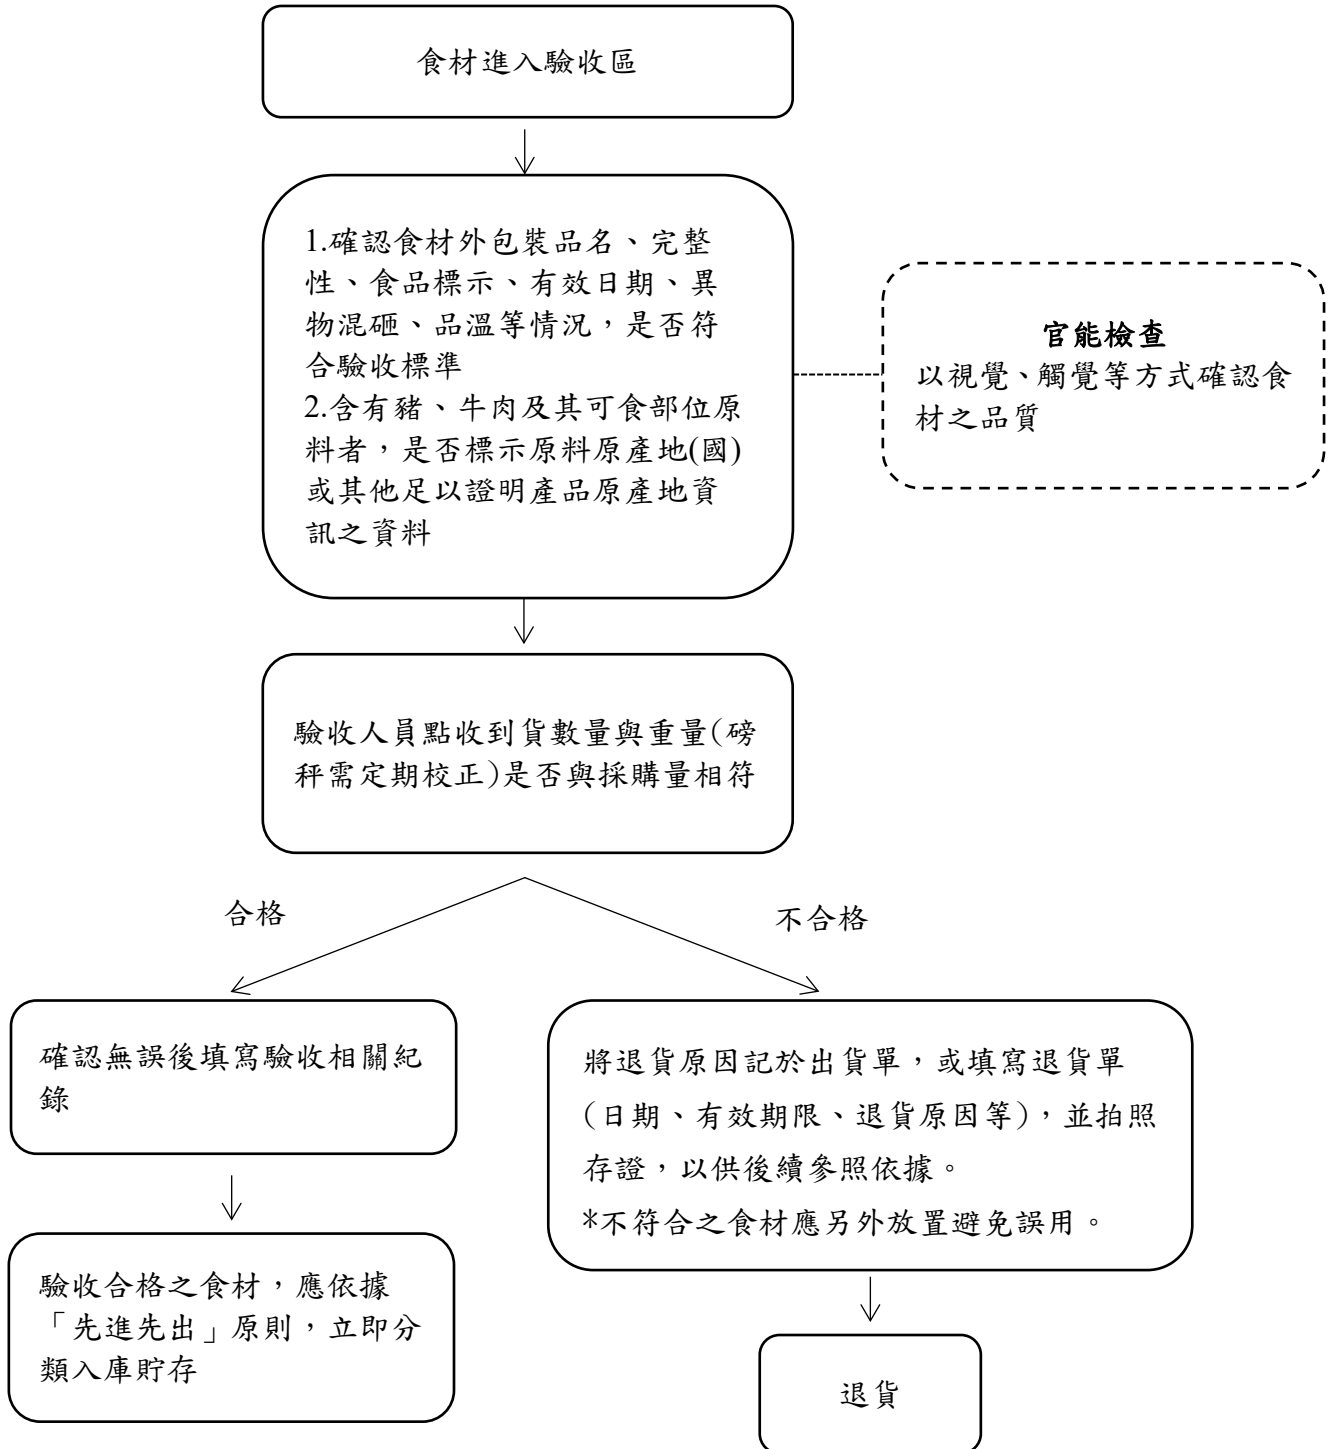 食材進入驗收區
1.確認食材外包裝品名、完整
性、食品標示、有效日期、異
物混砸、品溫等情況，是否符
合驗收標準
2.含有豬、牛肉及其可食部位原
料者，是否標示原料原產地(國)
或其他足以證明產品原產地資
訊之資料
官能檢查
以視覺、觸覺等方式確認食
材之品質
驗收人員點收到貨數量與重量(磅
秤需定期校正)是否與採購量相符
合格
不合格
確認無誤後填寫驗收相關紀
錄
將退貨原因記於出貨單，或填寫退貨單
(日期、有效期限、退貨原因等)，並拍照
存證，以供後續參照依據。
*不符合之食材應另外放置避免誤用。
驗收合格之食材，應依據
「先進先出」原則，立即分
類入庫貯存
退貨